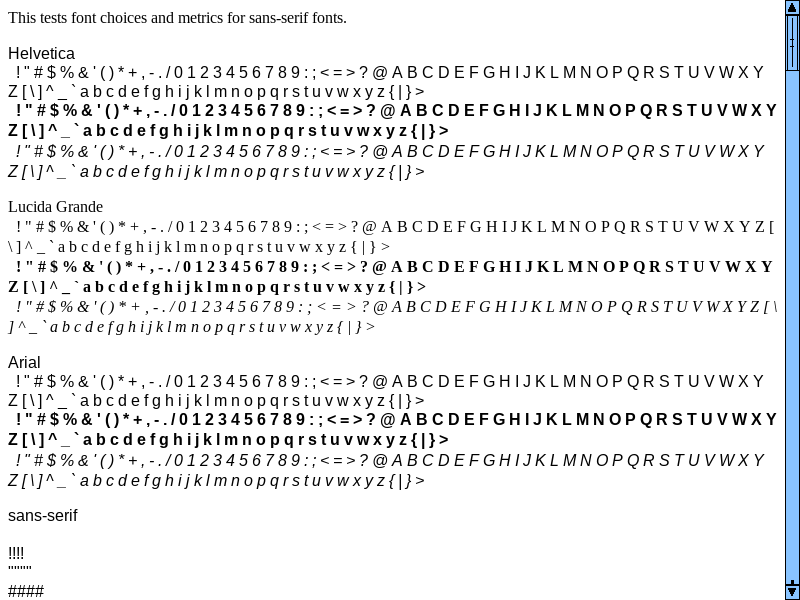 This tests font choices and metrics for sans-serif fonts.
Helvetica
! " # $ % & ' ( ) * + , - . / 0 1 2 3 4 5 6 7 8 9 : ; < = > ? @ A B C D E F G H I J K L M N O P Q R S T U V W X Y
Z [ \ ] ^ _ ` a b c d e f g h i j k l m n o p q r s t u v w x y z { | } >
! " # $ % & ' ( ) * + , - . / 0 1 2 3 4 5 6 7 8 9 : ; < = > ? @ A B C D E F G H I J K L M N O P Q R S T U V W X Y
Z [ \ ] ^ _ ` a b c d e f g h i j k l m n o p q r s t u v w x y z { | } >
! " # $ % & ' ( ) * + , - . / 0 1 2 3 4 5 6 7 8 9 : ; < = > ? @ A B C D E F G H I J K L M N O P Q R S T U V W X Y
Z [ \ ] ^ _ ` a b c d e f g h i j k l m n o p q r s t u v w x y z { | } >
Lucida Grande
! " # $ % & ' ( ) * + , - . / 0 1 2 3 4 5 6 7 8 9 : ; < = > ? @ A B C D E F G H I J K L M N O P Q R S T U V W X Y Z [
\ ] ^ _ ` a b c d e f g h i j k l m n o p q r s t u v w x y z { | } >
! " # $ % & ' ( ) * + , - . / 0 1 2 3 4 5 6 7 8 9 : ; < = > ? @ A B C D E F G H I J K L M N O P Q R S T U V W X Y
Z [ \ ] ^ _ ` a b c d e f g h i j k l m n o p q r s t u v w x y z { | } >
! " # $ % & ' ( ) * + , - . / 0 1 2 3 4 5 6 7 8 9 : ; < = > ? @ A B C D E F G H I J K L M N O P Q R S T U V W X Y Z [ \
] ^ _ ` a b c d e f g h i j k l m n o p q r s t u v w x y z { | } >
Arial
! " # $ % & ' ( ) * + , - . / 0 1 2 3 4 5 6 7 8 9 : ; < = > ? @ A B C D E F G H I J K L M N O P Q R S T U V W X Y
Z [ \ ] ^ _ ` a b c d e f g h i j k l m n o p q r s t u v w x y z { | } >
! " # $ % & ' ( ) * + , - . / 0 1 2 3 4 5 6 7 8 9 : ; < = > ? @ A B C D E F G H I J K L M N O P Q R S T U V W X Y
Z [ \ ] ^ _ ` a b c d e f g h i j k l m n o p q r s t u v w x y z { | } >
! " # $ % & ' ( ) * + , - . / 0 1 2 3 4 5 6 7 8 9 : ; < = > ? @ A B C D E F G H I J K L M N O P Q R S T U V W X Y
Z [ \ ] ^ _ ` a b c d e f g h i j k l m n o p q r s t u v w x y z { | } >
sans-serif
!!!!
""""
####